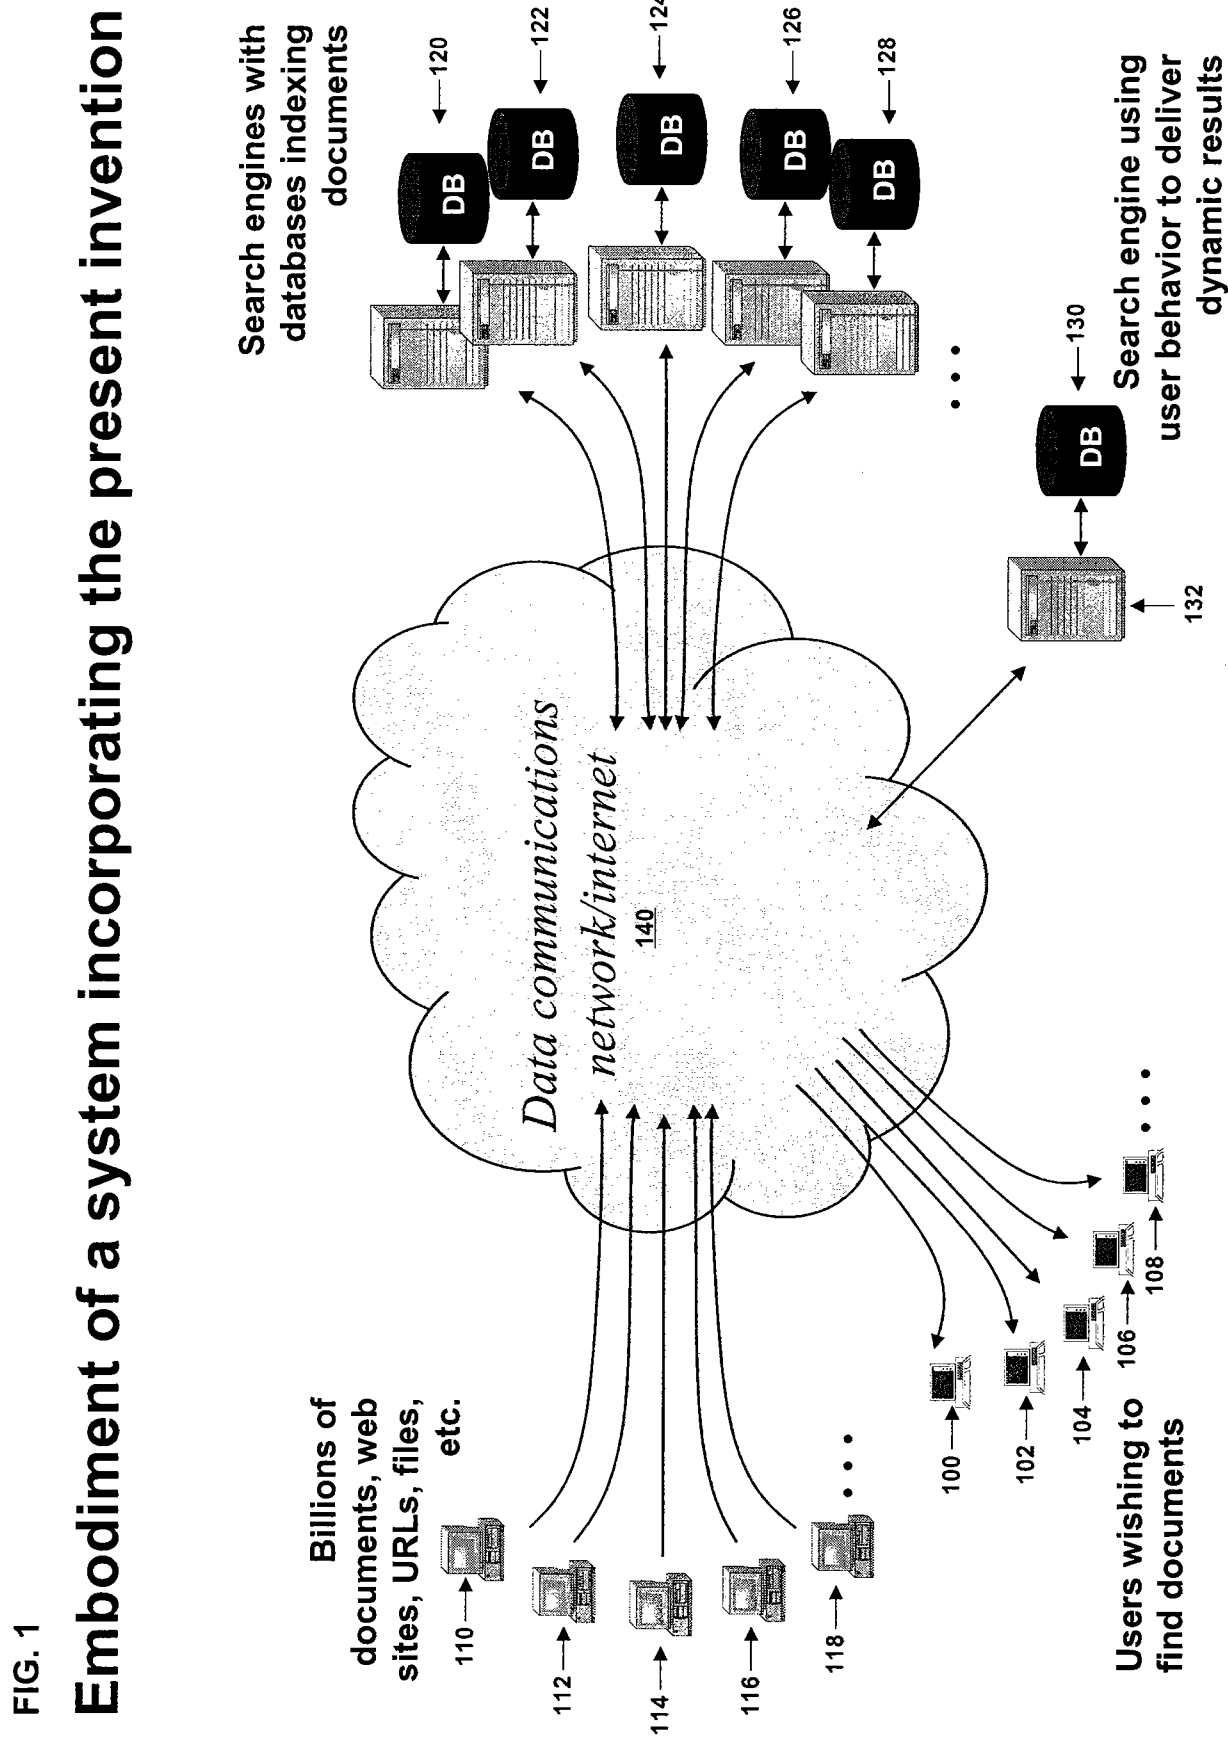 FIG. 1
Embodiment of a system incorporating the present invention
Billions of
documents, web
sites, URLs, files,
etc.
110
112
114
116
118
Data communications
network/internet
140
Search engines with
databases indexing
documents
DB
120
DB
122
DB
124
DB
126
DB
128
Users wishing to
find documents
100
102
104
106
108
DB
130
132
Search engine using
user behavior to deliver
dynamic results